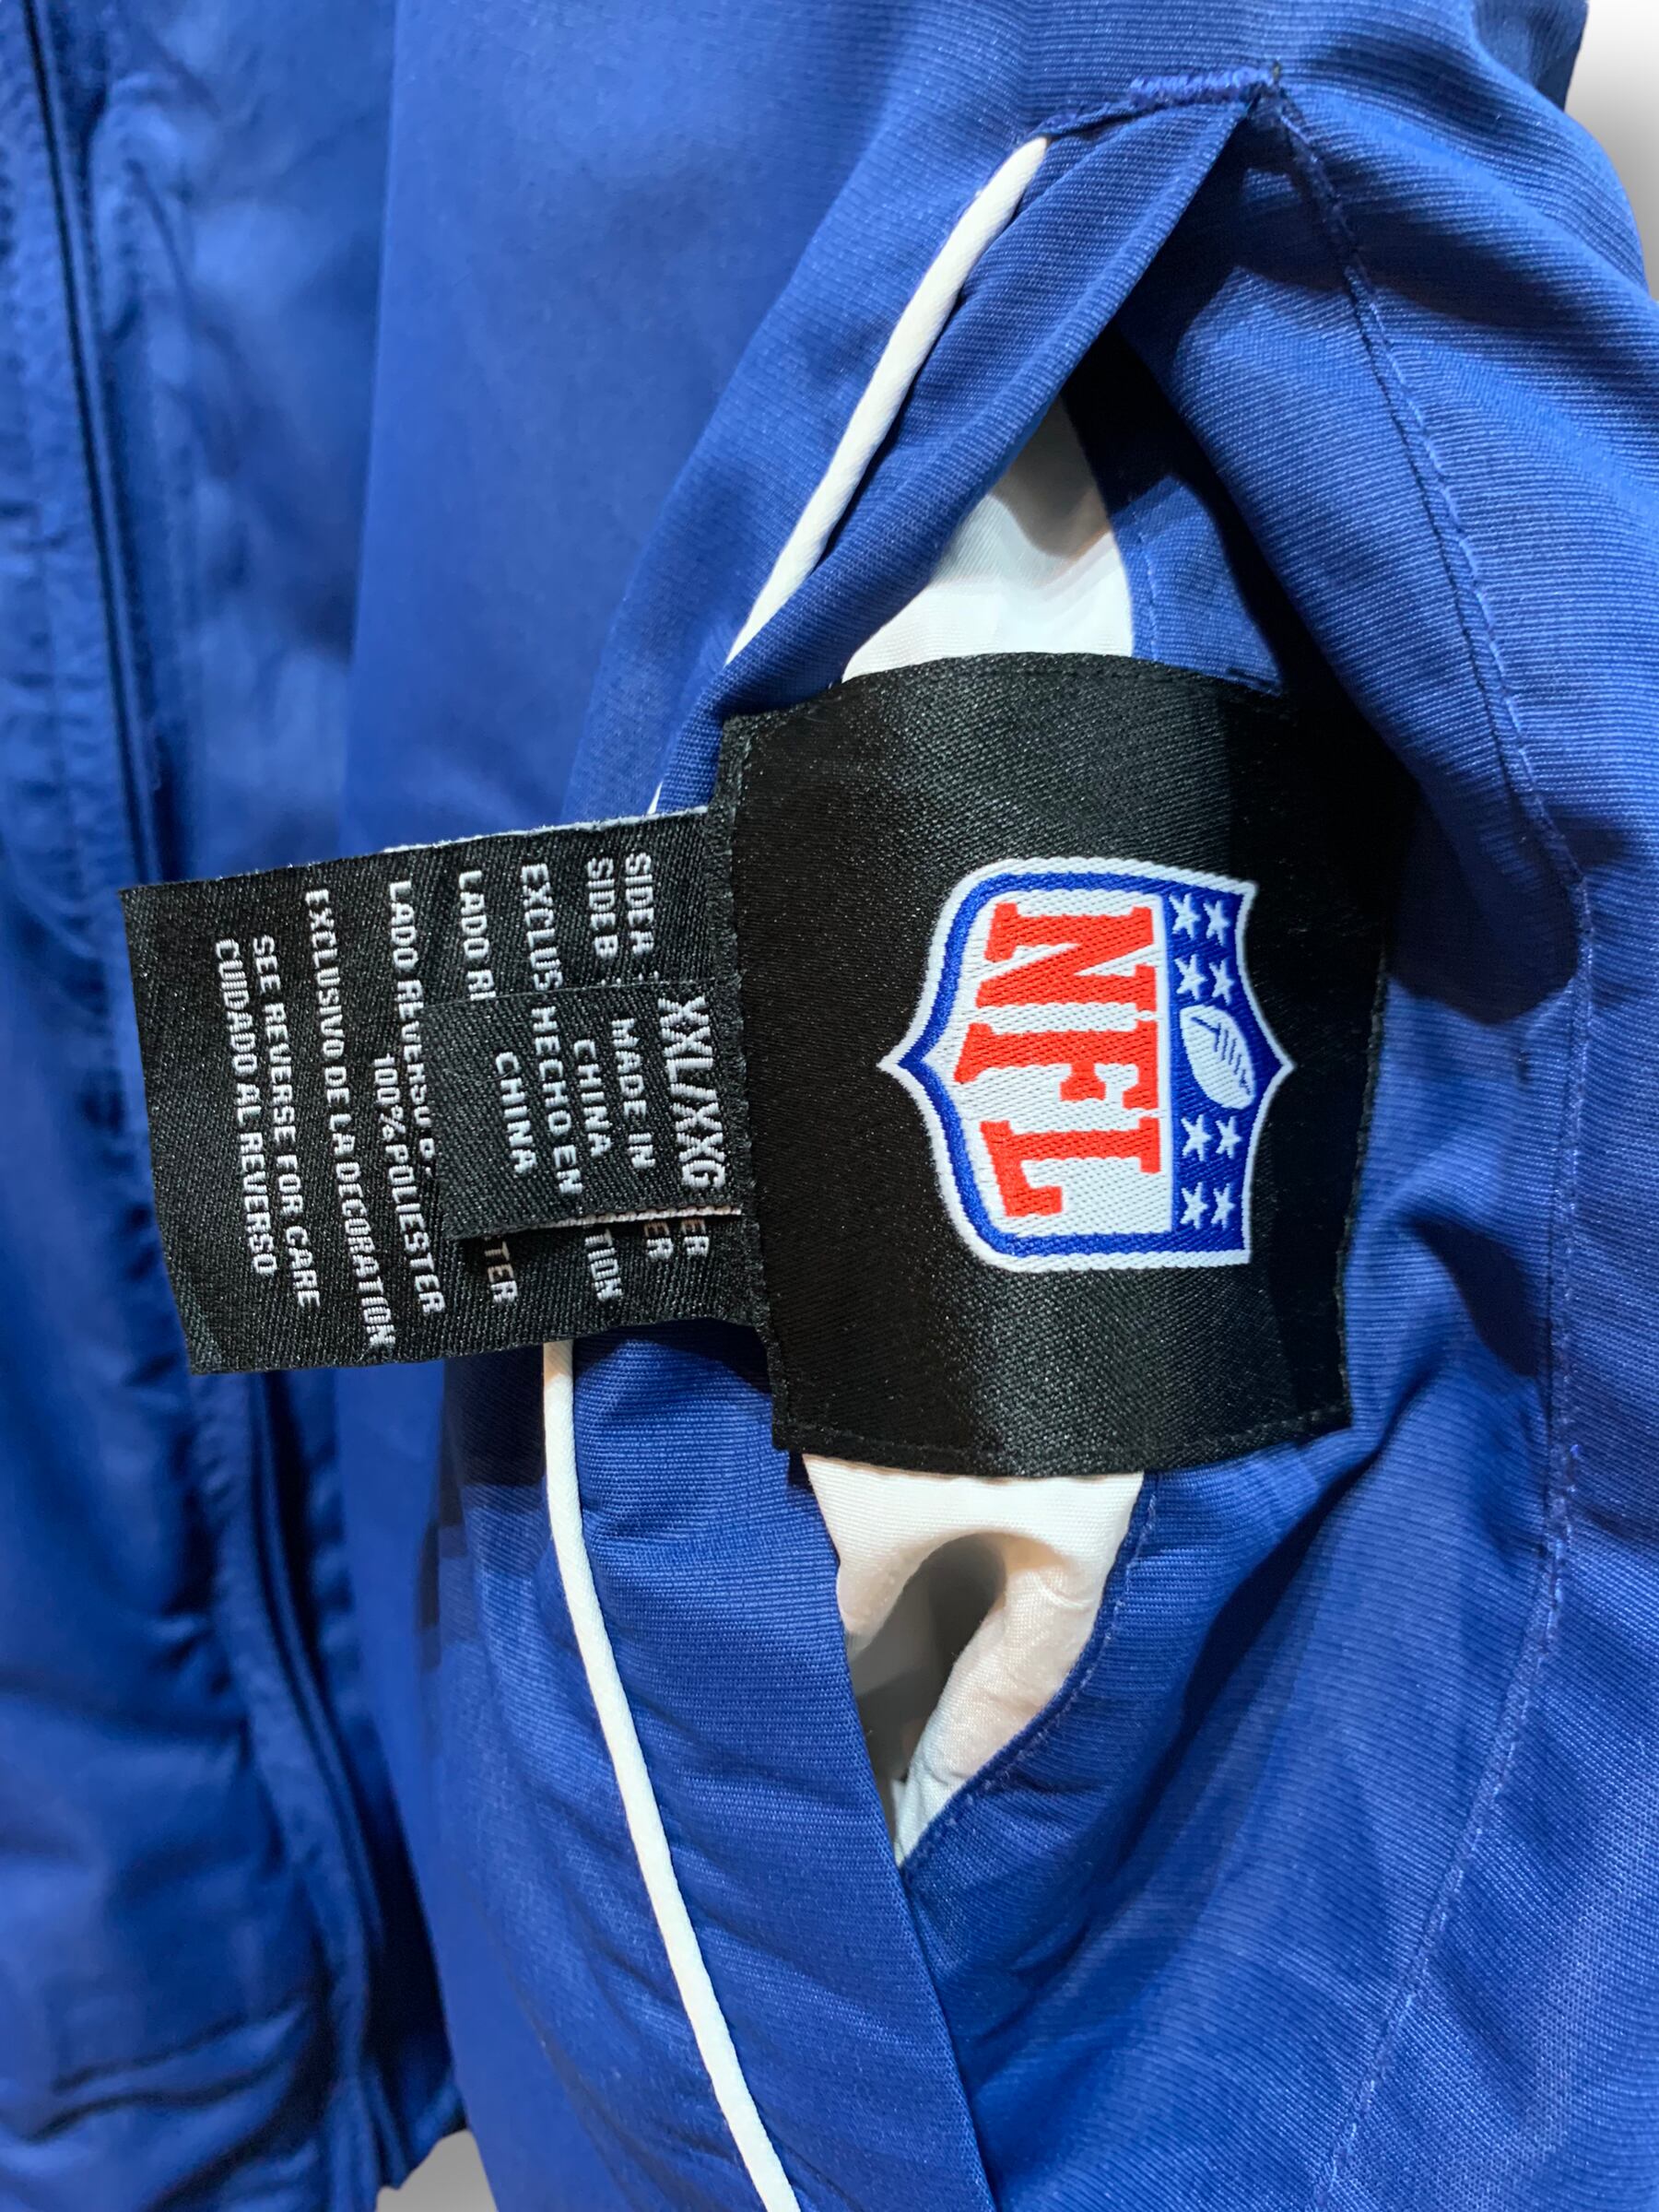 NFL
XXL/XXG
MADE IN
CHINA
HECHO EN
CHINA
SIDE A :
SIDE B :
EXCLUS
TION
LADO
LADO REVERSO
100% POLIESTER
EXCLUSIVO DE LA DECORATION
SEE REVERSE FOR CARE
CUIDADO AL REVERSO